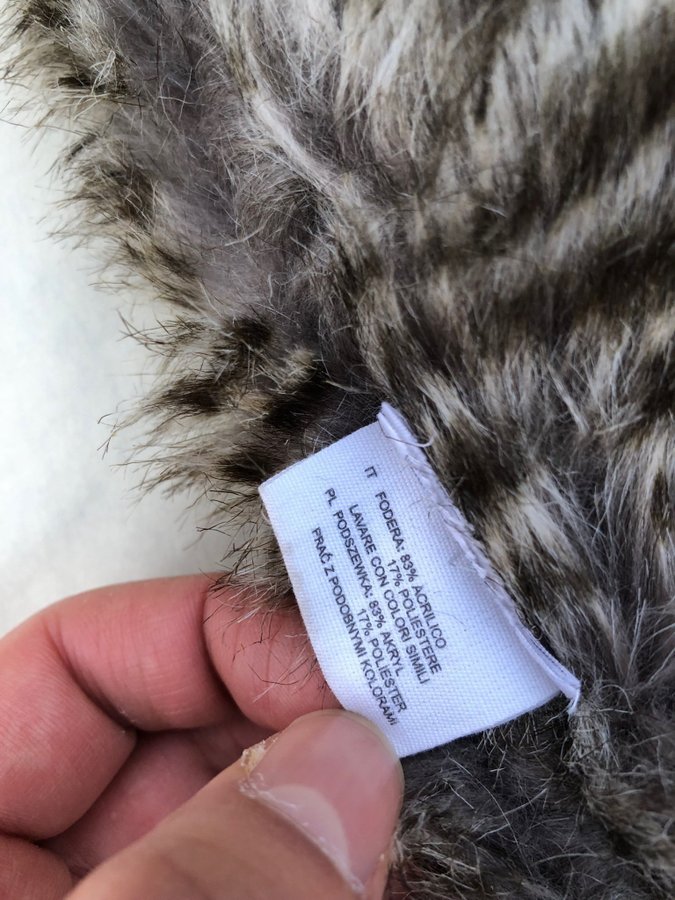 IT FODERA: 83% ACRILICO
17% POLIESTERE
LAVARE CON COLORI SIMILI
PL PODSZEWKA: 83% AKRYL
17% POLIESTER
PRAĆ Z PODOBNYMI KOLORAMI